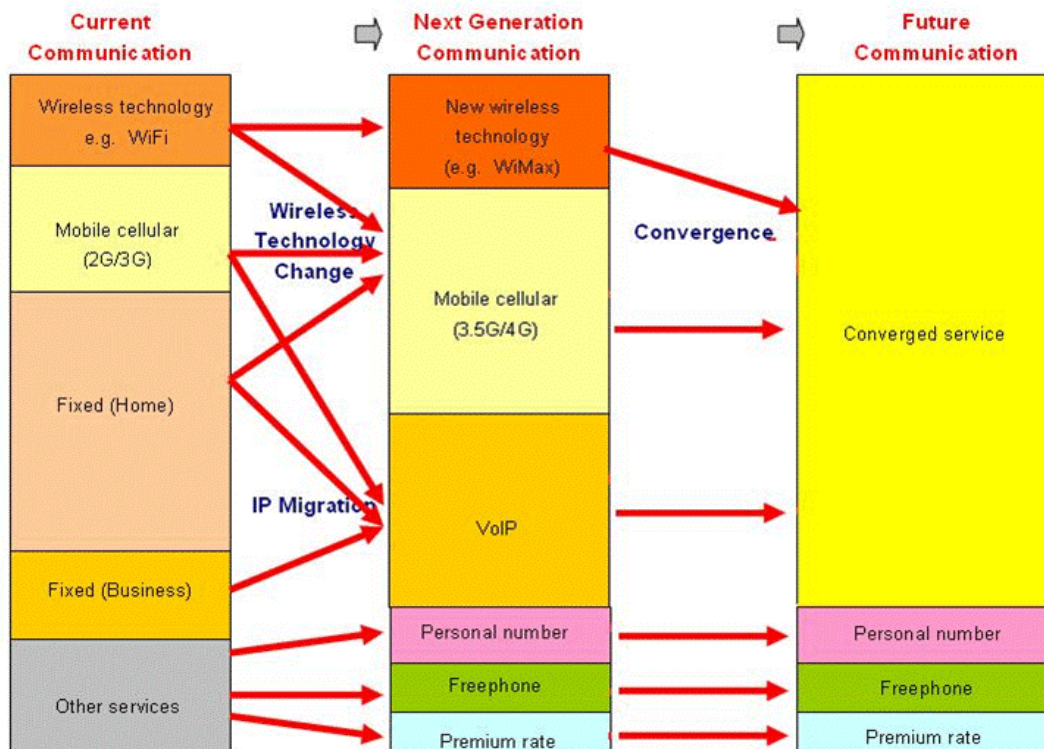 Current
Communication
Next Generation
Communication
Future
Communication
Wireless technology
e.g. WiFi
Mobile cellular
(2G/3G)
Fixed (Home)
Fixed (Business)
Other services
Wireless
Technology
Change
IP Migration
New wireless
technology
(e.g. WiMax)
Mobile cellular
(3.5G/4G)
VoIP
Personal number
Freephone
Premium rate
Convergence
Converged service
Personal number
Freephone
Premium rate